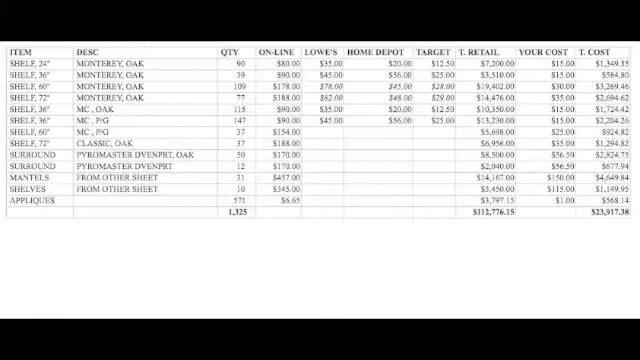 ITEM DESC QTY ON-LINE LOWE'S HOME DEPOT TARGET T. RETAIL YOUR COST T. COST
SHELF, 24" MONTEREY, OAK 90 $80.00 $35.00 $20.00 $12.50 $7,200.00 $15.00 $1,349.55
SHELF, 36" MONTEREY, OAK 39 $90.00 $45.00 $56.00 $25.00 $3,510.00 $15.00 $584.80
SHELF, 60" MONTEREY, OAK 109 $178.00 $78.00 $45.00 $28.00 $19,402.00 $30.00 $3,269.46
SHELF, 72" MONTEREY, OAK 77 $188.00 $82.00 $48.00 $29.00 $14,476.00 $35.00 $2,694.62
SHELF, 36" MC , OAK 115 $90.00 $35.00 $20.00 $12.50 $10,350.00 $15.00 $1,724.42
SHELF, 36" MC , P/G 147 $90.00 $45.00 $56.00 $25.00 $13,230.00 $15.00 $2,204.26
SHELF, 60" MC , P/G 37 $154.00 $5,698.00 $25.00 $924.82
SHELF, 72" CLASSIC, OAK 37 $188.00 $6,956.00 $35.00 $1,294.82
SURROUND PYROMASTER DVENPRT, OAK 50 $170.00 $8,500.00 $56.50 $2,824.75
SURROUND PYROMASTER DVENPRT 12 $170.00 $2,040.00 $56.50 $677.94
MANTELS FROM OTHER SHEET 31 $457.00 $14,167.00 $150.00 $4,649.84
SHELVES FROM OTHER SHEET 10 $345.00 $3,450.00 $115.00 $1,149.95
APPLIQUES 571 $6.65 $3,797.15 $1.00 $568.14
1,325 $112,776.15 $23,917.38